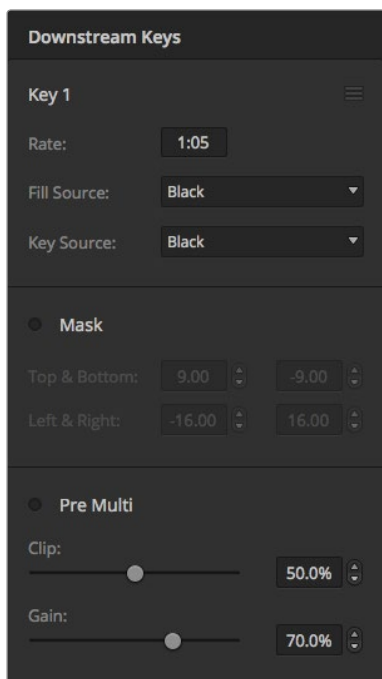 Downstream Keys
Key 1
Rate: 1:05
Fill Source: Black
Key Source: Black
Mask
Top & Bottom: 9.00 -9.00
Left & Right: -16.00 16.00
Pre Multi
Clip:
50.0%
Gain:
70.0%